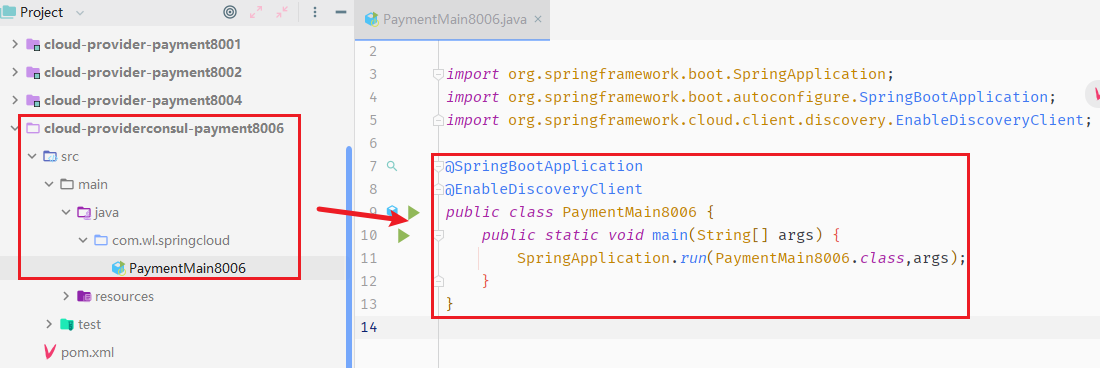 Project
cloud-provider-payment8001
cloud-provider-payment8002
cloud-provider-payment8004
cloud-providerconsul-payment8006
src
main
java
com.wl.springcloud
PaymentMain8006
resources
test
pom.xml
PaymentMain8006.java
2
3 import org.springframework.boot.SpringApplication;
4 import org.springframework.boot.autoconfigure.SpringBootApplication;
5 import org.springframework.cloud.client.discovery.EnableDiscoveryClient;
7 @SpringBootApplication
8 @EnableDiscoveryClient
9 public class PaymentMain8006 {
10 public static void main(String[] args) {
11 SpringApplication.run(PaymentMain8006.class,args);
12 }
13 }
14